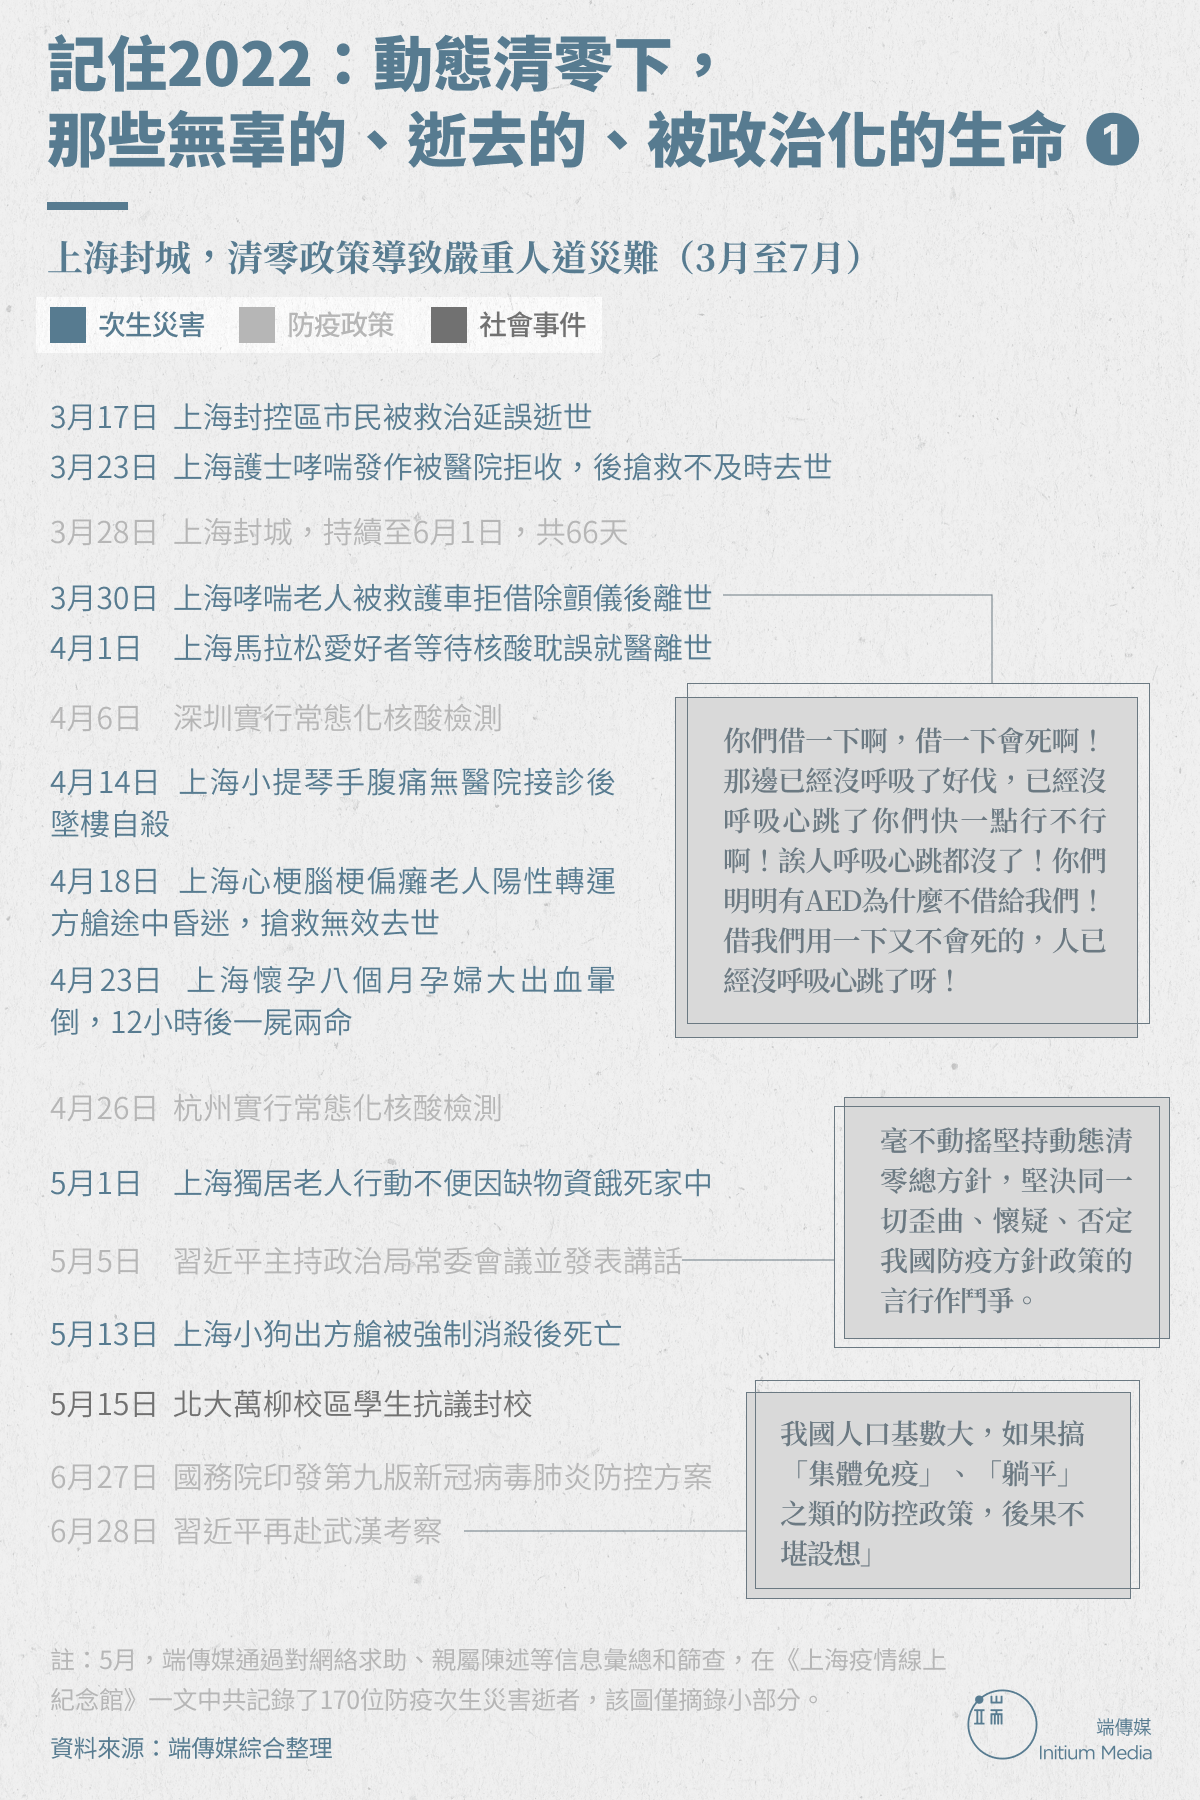 記住2022：動態清零下，
那些無辜的、逝去的、被政治化的生命 ❶
上海封城，清零政策導致嚴重人道災難（3月至7月）
次生災害 防疫政策 社會事件
3月17日 上海封控區市民被救治延誤逝世
3月23日 上海護士哮喘發作被醫院拒收，後搶救不及時去世
3月28日 上海封城，持續至6月1日，共66天
3月30日 上海哮喘老人被救護車拒借除顫儀後離世
4月1日 上海馬拉松愛好者等待核酸耽誤就醫離世
4月6日 深圳實行常態化核酸檢測
4月14日 上海小提琴手腹痛無醫院接診後
墜樓自殺
4月18日 上海心梗腦梗偏癱老人陽性轉運
方艙途中昏迷，搶救無效去世
4月23日 上海懷孕八個月孕婦大出血暈
倒，12小時後一屍兩命
你們借一下啊，借一下會死啊！
那邊已經沒呼吸了好伐，已經沒
呼吸心跳了你們快一點行不行
啊！誒人呼吸心跳都沒了！你們
明明有AED為什麼不借給我們！
借我們用一下又不會死的，人已
經沒呼吸心跳了呀！
4月26日 杭州實行常態化核酸檢測
5月1日 上海獨居老人行動不便因缺物資餓死家中
5月5日 習近平主持政治局常委會議並發表講話
毫不動搖堅持動態清
零總方針，堅決同一
切歪曲、懷疑、否定
我國防疫方針政策的
言行作鬥爭。
5月13日 上海小狗出方艙被強制消殺後死亡
5月15日 北大萬柳校區學生抗議封校
6月27日 國務院印發第九版新冠病毒肺炎防控方案
6月28日 習近平再赴武漢考察
我國人口基數大，如果搞
「集體免疫」、「躺平」
之類的防控政策，後果不
堪設想」
註：5月，端傳媒通過對網絡求助、親屬陳述等信息彙總和篩查，在《上海疫情線上
紀念館》一文中共記錄了170位防疫次生災害逝者，該圖僅摘錄小部分。
資料來源：端傳媒綜合整理
端傳媒
Initium Media